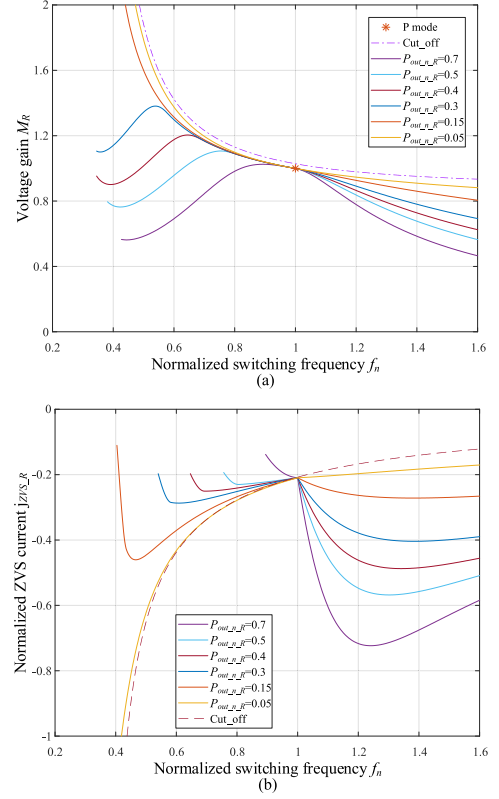 2
1.6
1.2
0.8
0.4
0
Voltage gain M_R
P mode
Cut_off
P_out_n_R=0.7
P_out_n_R=0.5
P_out_n_R=0.4
P_out_n_R=0.3
P_out_n_R=0.15
P_out_n_R=0.05
0.2 0.4 0.6 0.8 1 1.2 1.4 1.6
Normalized switching frequency f_n
(a)
0
-0.2
-0.4
-0.6
-0.8
-1
Normalized ZVS current j_ZVS_R
P_out_n_R=0.7
P_out_n_R=0.5
P_out_n_R=0.4
P_out_n_R=0.3
P_out_n_R=0.15
P_out_n_R=0.05
Cut_off
0.2 0.4 0.6 0.8 1 1.2 1.4 1.6
Normalized switching frequency f_n
(b)